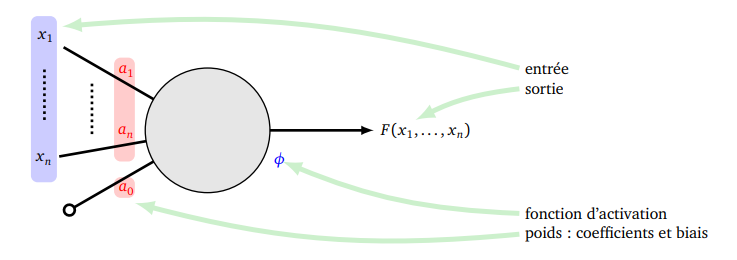 x₁
a₁
entrée
sortie
aₙ
F(x₁,...,xₙ)
xₙ
ϕ
a₀
fonction d'activation
poids : coefficients et biais